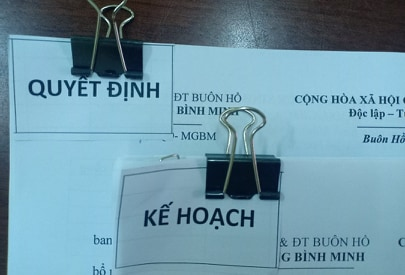 QUYẾT ĐỊNH
ĐT BUÔN HỒ
BÌNH MINH
- MGBM
CỘNG HÒA XÃ HỘI
Độc lập –
Buôn Hồ
KẾ HOẠCH
ban
& ĐT BUÔN HỒ
G BÌNH MINH